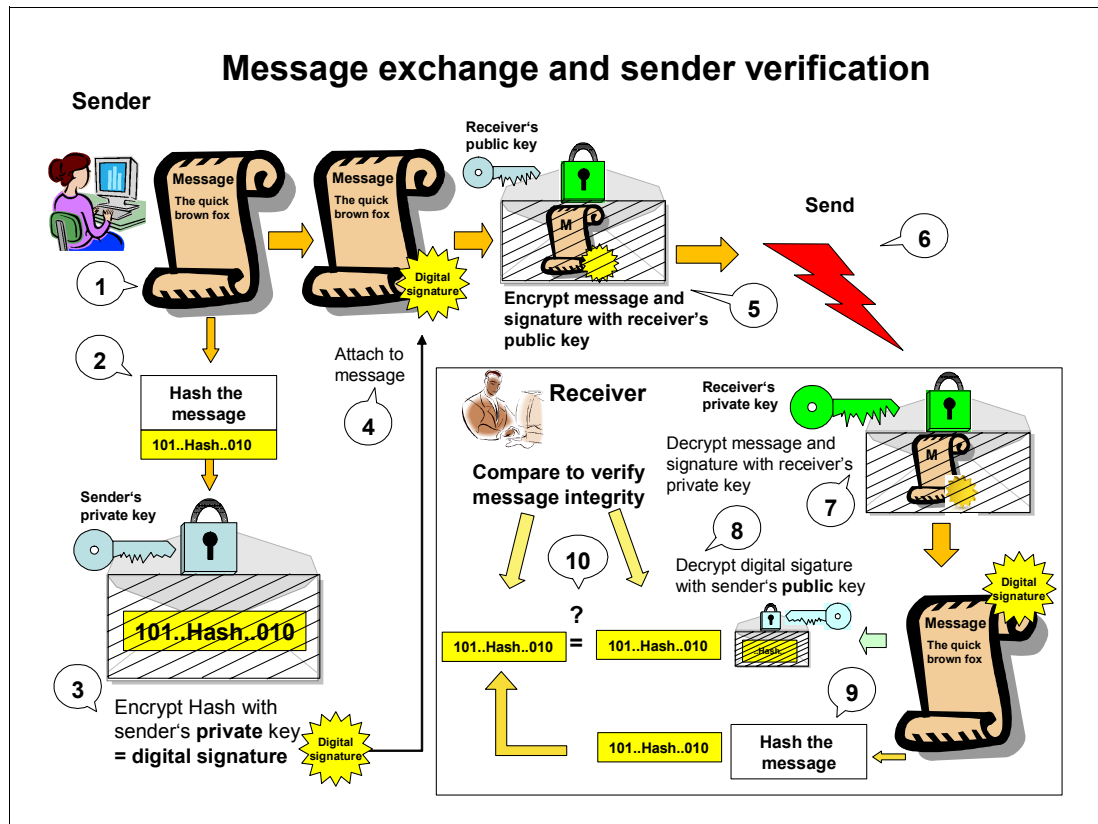 Message exchange and sender verification
Sender
Receiver's
public key
Message
The quick
brown fox
Message
The quick
brown fox
Digital
signature
M
Send
1
6
5
Encrypt message and
signature with receiver's
public key
2
Hash the
message
101..Hash..010
Attach to
message
4
Sender's
private key
101..Hash..010
3
Encrypt Hash with
sender's private key
= digital signature
Digital
signature
Receiver
Receiver's
private key
M
Decrypt message and
signature with receiver's
private key
7
Compare to verify
message integrity
8
Decrypt digital sigature
with sender's public key
10
?
=
101..Hash..010
101..Hash..010
..Hash..
Digital
signature
Message
The quick
brown fox
9
Hash the
message
101..Hash..010